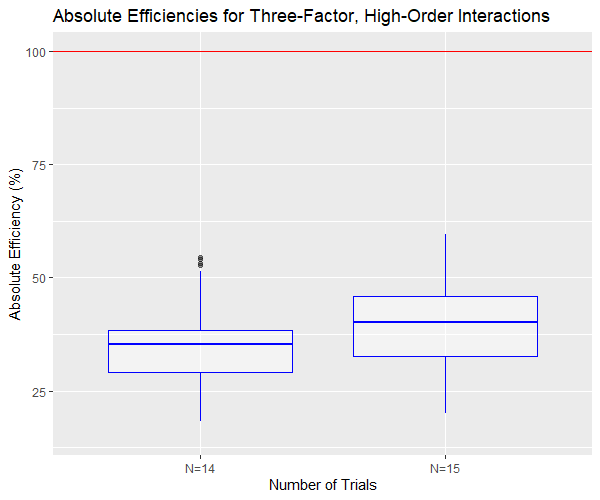 Absolute Efficiencies for Three-Factor, High-Order Interactions
Absolute Efficiency (%)
100
75
50
25
N=14
N=15
Number of Trials